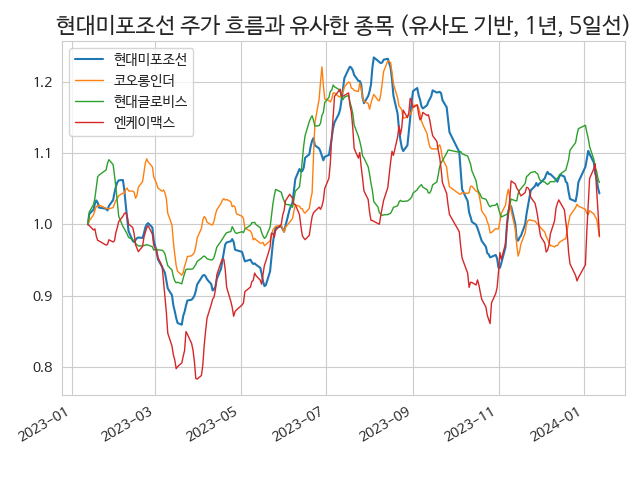 현대미포조선 주가 흐름과 유사한 종목 (유사도 기반, 1년, 5일선)
현대미포조선
코오롱인더
현대글로비스
엔케이맥스
1.2
1.1
1.0
0.9
0.8
2023-01
2023-03
2023-05
2023-07
2023-09
2023-11
2024-01